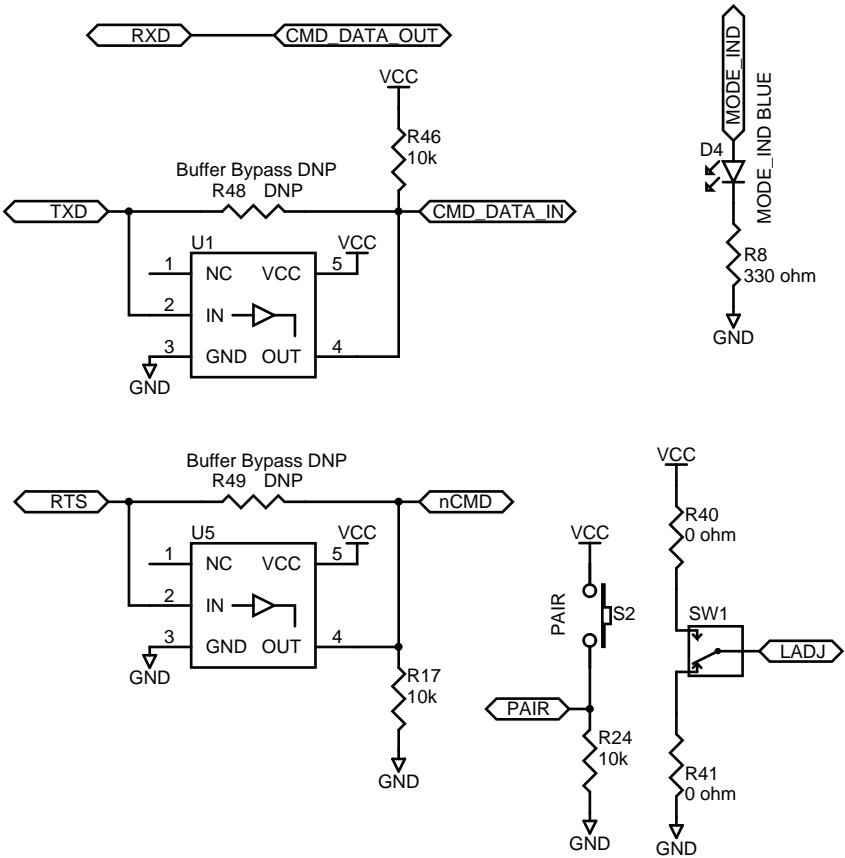 RXD
CMD_DATA_OUT
VCC
R46
10k
Buffer Bypass DNP
R48 DNP
TXD
CMD_DATA_IN
U1
VCC
1
NC
VCC
5
2
IN
3
GND
OUT
4
GND
MODE_IND
D4
MODE_IND BLUE
R8
330 ohm
GND
Buffer Bypass DNP
R49 DNP
RTS
nCMD
U5
VCC
1
NC
VCC
5
2
IN
3
GND
OUT
4
GND
R17
10k
GND
VCC
PAIR
S2
PAIR
R24
10k
GND
VCC
R40
0 ohm
SW1
LADJ
R41
0 ohm
GND